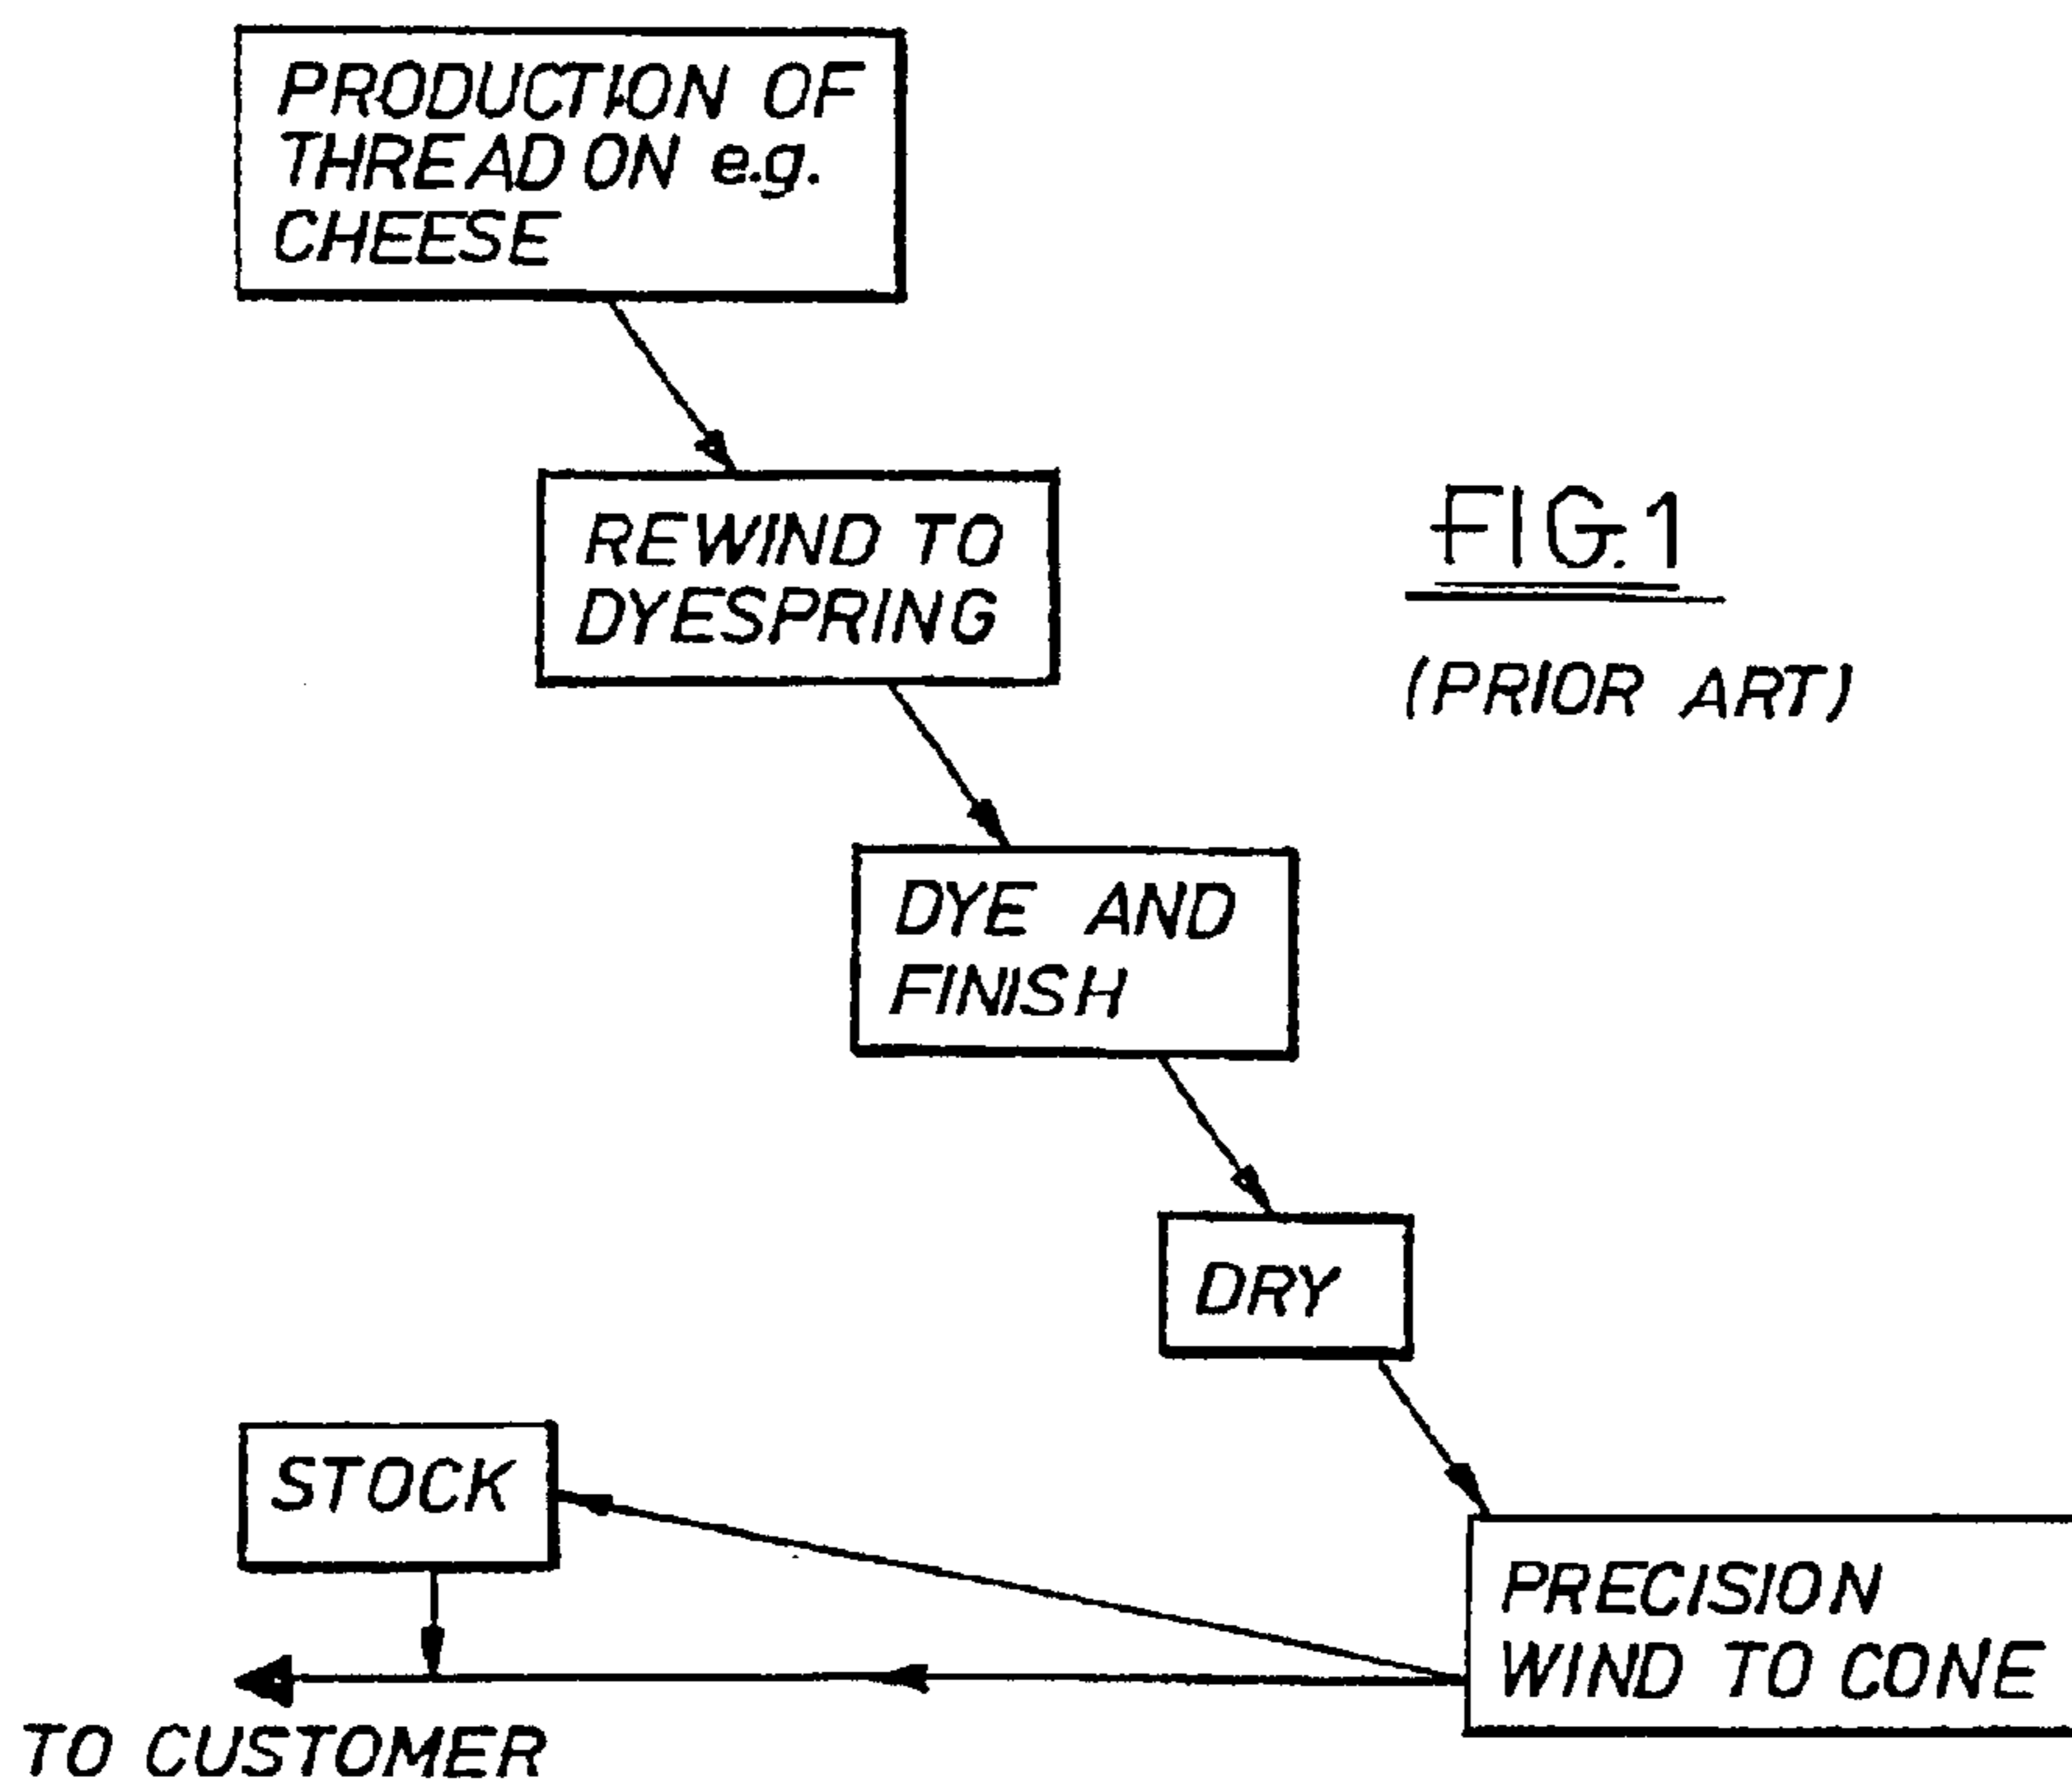 PRODUCTION OF
THREAD ON e.g.
CHEESE
REWIND TO
DYESPRING
FIG.1
(PRIOR ART)
DYE AND
FINISH
DRY
STOCK
PRECISION
WIND TO CONE
TO CUSTOMER